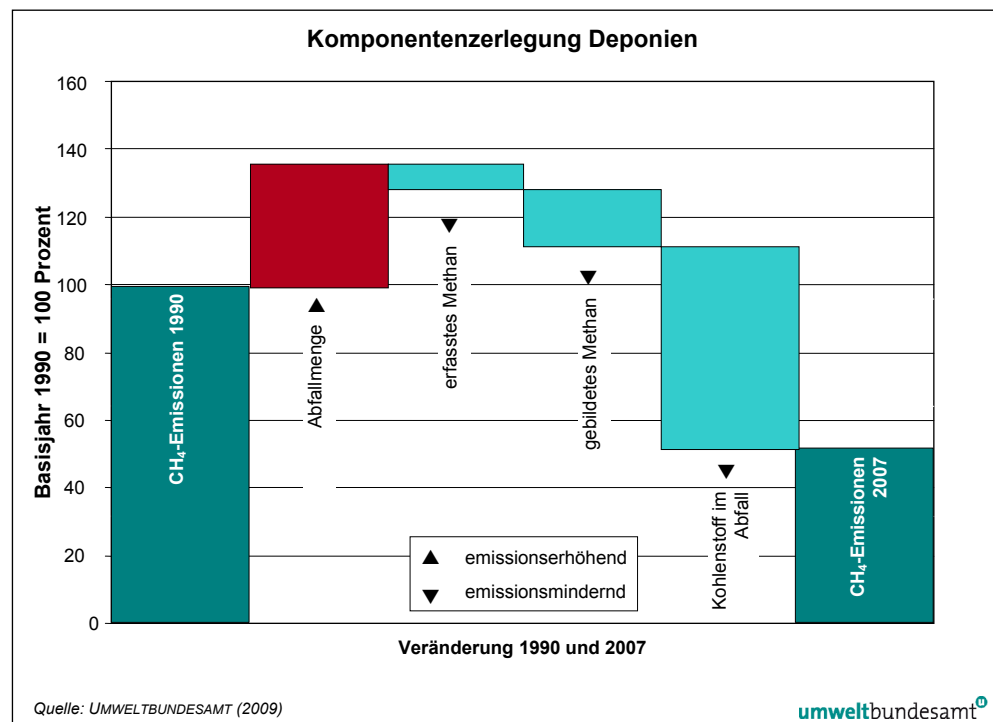 Komponentenzerlegung Deponien
Basisjahr 1990 = 100 Prozent
160
140
120
100
80
60
40
20
0
CH₄-Emissionen 1990
Abfallmenge
erfasstes Methan
gebildetes Methan
Kohlenstoff im
Abfall
CH₄-Emissionen
2007
▲ emissionserhöhend
▼ emissionsmindernd
Veränderung 1990 und 2007
Quelle: UMWELTBUNDESAMT (2009)
umweltbundesamt ᵘ